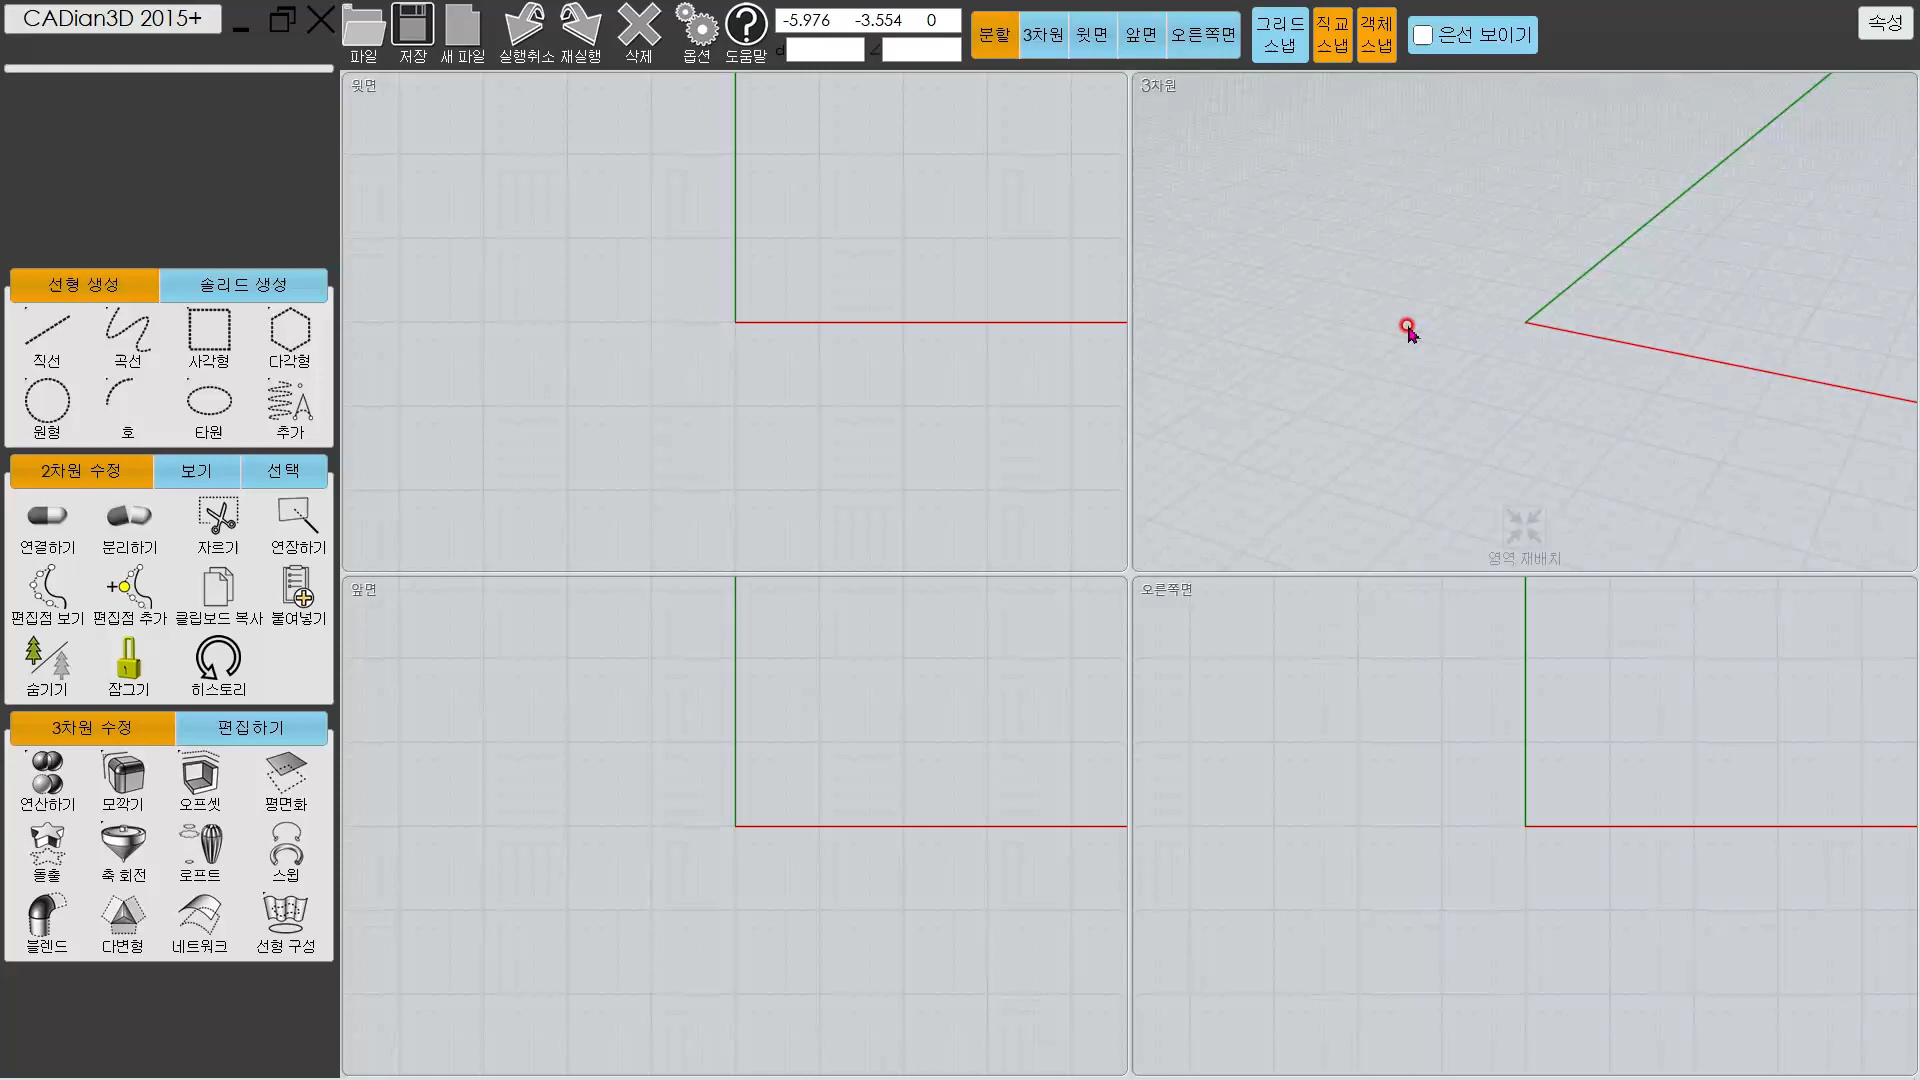 CADian3D 2015+
파일 저장 새 파일 실행취소 재실행 삭제 옵션 도움말
-5.976 -3.554 0
d ∠
분할 3차원 윗면 앞면 오른쪽면
그리드 스냅
직교 스냅
객체 스냅
은선 보이기
속성
선형 생성 솔리드 생성
직선 곡선 사각형 다각형
원형 호 타원 추가
2차원 수정 보기 선택
연결하기 분리하기 자르기 연장하기
편집점 보기 편집점 추가 클립보드 복사 붙여넣기
숨기기 잠그기 히스토리
3차원 수정 편집하기
연산하기 모깍기 오프셋 평면화
돌출 축 회전 로프트 스윕
블렌드 다변형 네트워크 선형 구성
윗면
3차원
영역 재배치
앞면
오른쪽면